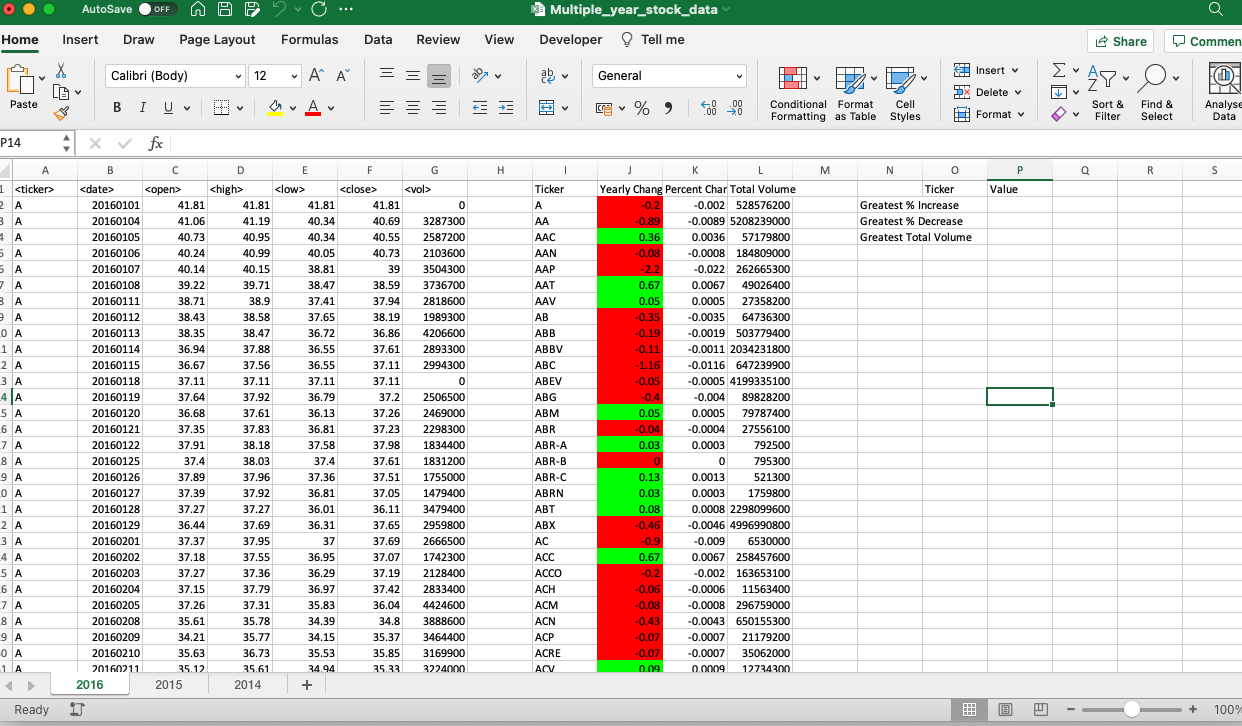 AutoSave OFF Multiple_year_stock_data
Home Insert Draw Page Layout Formulas Data Review View Developer Tell me Share Commen
Paste Calibri (Body) 12 General Conditional Formatting Format as Table Cell Styles Insert Delete Format Sort & Filter Find & Select Analyse Data
P14 fx
A B C D E F G H I J K L M N O P Q R S
1 <ticker> <date> <open> <high> <low> <close> <vol> Ticker Yearly Chang Percent Char Total Volume Ticker Value
2 A 20160101 41.81 41.81 41.81 41.81 0 A -0.2 -0.002 528576200 Greatest % Increase
3 A 20160104 41.06 41.19 40.34 40.69 3287300 AA -0.89 -0.0089 5208239000 Greatest % Decrease
4 A 20160105 40.73 40.95 40.34 40.55 2587200 AAC 0.36 0.0036 57179800 Greatest Total Volume
5 A 20160106 40.24 40.99 40.05 40.73 2103600 AAN -0.08 -0.0008 184809000
6 A 20160107 40.14 40.15 38.81 39 3504300 AAP -2.2 -0.022 262665300
7 A 20160108 39.22 39.71 38.47 38.59 3736700 AAT 0.67 0.0067 49026400
8 A 20160111 38.71 38.9 37.41 37.94 2818600 AAV 0.05 0.0005 27358200
9 A 20160112 38.43 38.58 37.65 38.19 1989300 AB -0.35 -0.0035 64736300
0 A 20160113 38.35 38.47 36.72 36.86 4206600 ABB -0.19 -0.0019 503779400
1 A 20160114 36.94 37.88 36.55 37.61 2893300 ABBV -0.11 -0.0011 2034231800
2 A 20160115 36.67 37.56 36.55 37.11 2994300 ABC -1.16 -0.0116 647239900
3 A 20160118 37.11 37.11 37.11 37.11 0 ABEV -0.05 -0.0005 4199335100
4 A 20160119 37.64 37.92 36.79 37.2 2506500 ABG -0.4 -0.004 89828200
5 A 20160120 36.68 37.61 36.13 37.26 2469000 ABM 0.05 0.0005 79787400
6 A 20160121 37.35 37.83 36.81 37.23 2298300 ABR -0.04 -0.0004 27556100
7 A 20160122 37.91 38.18 37.58 37.98 1834400 ABR-A 0.03 0.0003 792500
8 A 20160125 37.4 38.03 37.4 37.61 1831200 ABR-B 0 0 795300
9 A 20160126 37.89 37.96 37.36 37.51 1755000 ABR-C 0.13 0.0013 521300
0 A 20160127 37.39 37.92 36.81 37.05 1479400 ABRN 0.03 0.0003 1759800
1 A 20160128 37.27 37.27 36.01 36.11 3479400 ABT 0.08 0.0008 2298099600
2 A 20160129 36.44 37.69 36.31 37.65 2959800 ABX -0.46 -0.0046 4996990800
3 A 20160201 37.37 37.95 37 37.69 2666500 AC -0.9 -0.009 6530000
4 A 20160202 37.18 37.55 36.95 37.07 1742300 ACC 0.67 0.0067 258457600
5 A 20160203 37.27 37.36 36.29 37.19 2128400 ACCO -0.2 -0.002 163653100
6 A 20160204 37.15 37.79 36.97 37.42 2833400 ACH -0.06 -0.0006 11563400
7 A 20160205 37.26 37.31 35.83 36.04 4424600 ACM -0.08 -0.0008 296759000
8 A 20160208 35.61 35.78 34.39 34.8 3888600 ACN -0.43 -0.0043 650155300
9 A 20160209 34.21 35.77 34.15 35.37 3464400 ACP -0.07 -0.0007 21179200
0 A 20160210 35.63 36.73 35.53 35.85 3169900 ACRE -0.07 -0.0007 35062000
1 A 20160211 35.12 35.61 34.94 35.33 3224000 ACV 0.09 0.0009 12734300
2016 2015 2014 +
Ready 100%